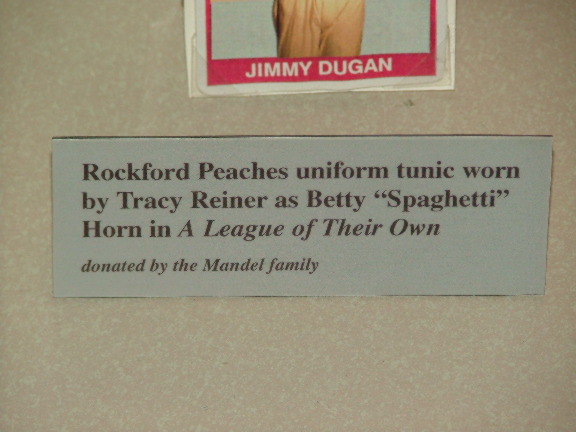 JIMMY DUGAN
Rockford Peaches uniform tunic worn
by Tracy Reiner as Betty “Spaghetti”
Horn in A League of Their Own
donated by the Mandel family